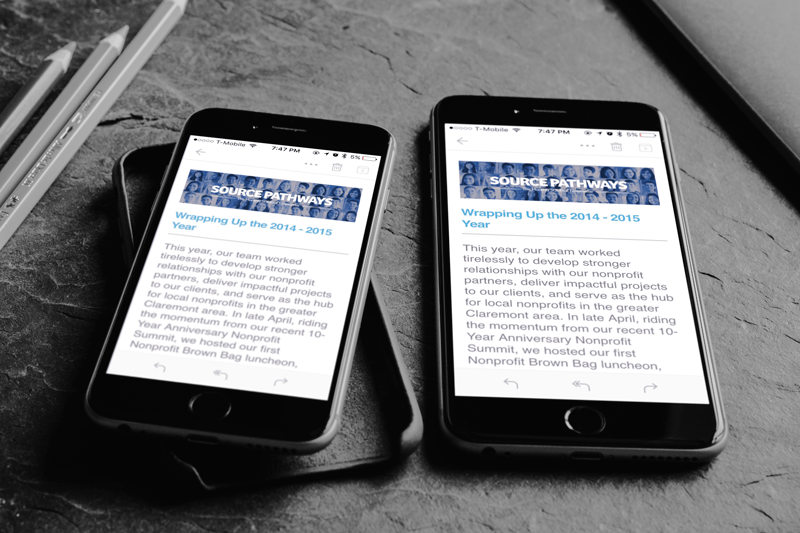 T-Mobile 7:47 PM 5%
SOURCE PATHWAYS
Wrapping Up the 2014 - 2015
Year
This year, our team worked
tirelessly to develop stronger
relationships with our nonprofit
partners, deliver impactful projects
to our clients, and serve as the hub
for local nonprofits in the greater
Claremont area. In late April, riding
the momentum from our recent 10-
Year Anniversary Nonprofit
Summit, we hosted our first
Nonprofit Brown Bag luncheon,
T-Mobile 7:47 PM 5%
SOURCE PATHWAYS
Wrapping Up the 2014 - 2015
Year
This year, our team worked
tirelessly to develop stronger
relationships with our nonprofit
partners, deliver impactful projects
to our clients, and serve as the hub
for local nonprofits in the greater
Claremont area. In late April, riding
the momentum from our recent 10-
Year Anniversary Nonprofit
Summit, we hosted our first
Nonprofit Brown Bag luncheon,